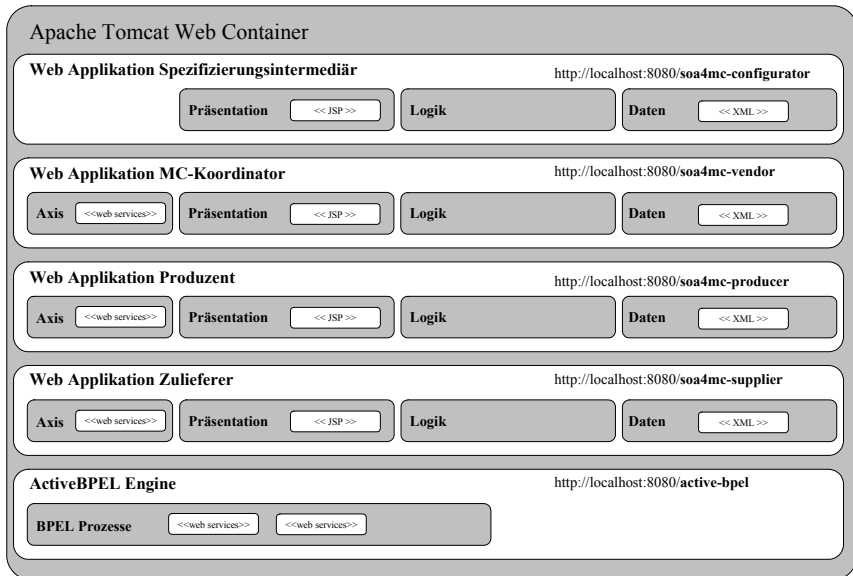 Apache Tomcat Web Container
Web Applikation Spezifizierungsintermediär http://localhost:8080/soa4mc-configurator
Präsentation << JSP >> Logik Daten << XML >>
Web Applikation MC-Koordinator http://localhost:8080/soa4mc-vendor
Axis <<web services>> Präsentation << JSP >> Logik Daten << XML >>
Web Applikation Produzent http://localhost:8080/soa4mc-producer
Axis <<web services>> Präsentation << JSP >> Logik Daten << XML >>
Web Applikation Zulieferer http://localhost:8080/soa4mc-supplier
Axis <<web services>> Präsentation << JSP >> Logik Daten << XML >>
ActiveBPEL Engine http://localhost:8080/active-bpel
BPEL Prozesse <<web services>> <<web services>>